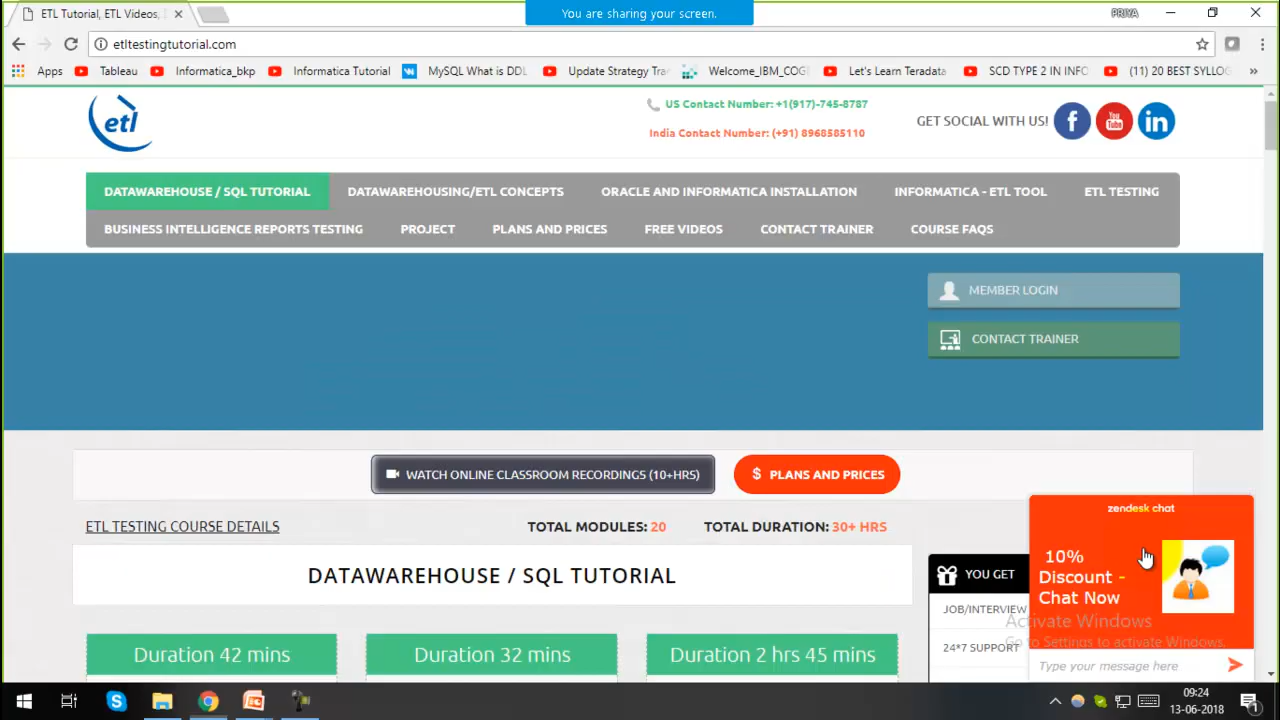 You are sharing your screen.
ETL Tutorial, ETL Videos,
PRIYA
etltestingtutorial.com
Apps Tableau Informatica_bkp Informatica Tutorial MySQL What is DDL Update Strategy Tra Welcome_IBM_COG Let's Learn Teradata SCD TYPE 2 IN INFO (11) 20 BEST SYLLOG »
etl
US Contact Number: +1(917)-745-8787
India Contact Number: (+91) 8968585110
GET SOCIAL WITH US!
f You Tube in
DATAWAREHOUSE / SQL TUTORIAL DATAWAREHOUSING/ETL CONCEPTS ORACLE AND INFORMATICA INSTALLATION INFORMATICA - ETL TOOL ETL TESTING
BUSINESS INTELLIGENCE REPORTS TESTING PROJECT PLANS AND PRICES FREE VIDEOS CONTACT TRAINER COURSE FAQS
MEMBER LOGIN
CONTACT TRAINER
WATCH ONLINE CLASSROOM RECORDINGS (10+HRS) $ PLANS AND PRICES
ETL TESTING COURSE DETAILS TOTAL MODULES: 20 TOTAL DURATION: 30+ HRS
DATAWAREHOUSE / SQL TUTORIAL
Duration 42 mins Duration 32 mins Duration 2 hrs 45 mins
YOU GET
JOB/INTERVIEW
24*7 SUPPORT
zendesk chat
10%
Discount -
Chat Now
Activate Windows
Go to Settings to activate Windows.
Type your message here
09:24
13-06-2018
1